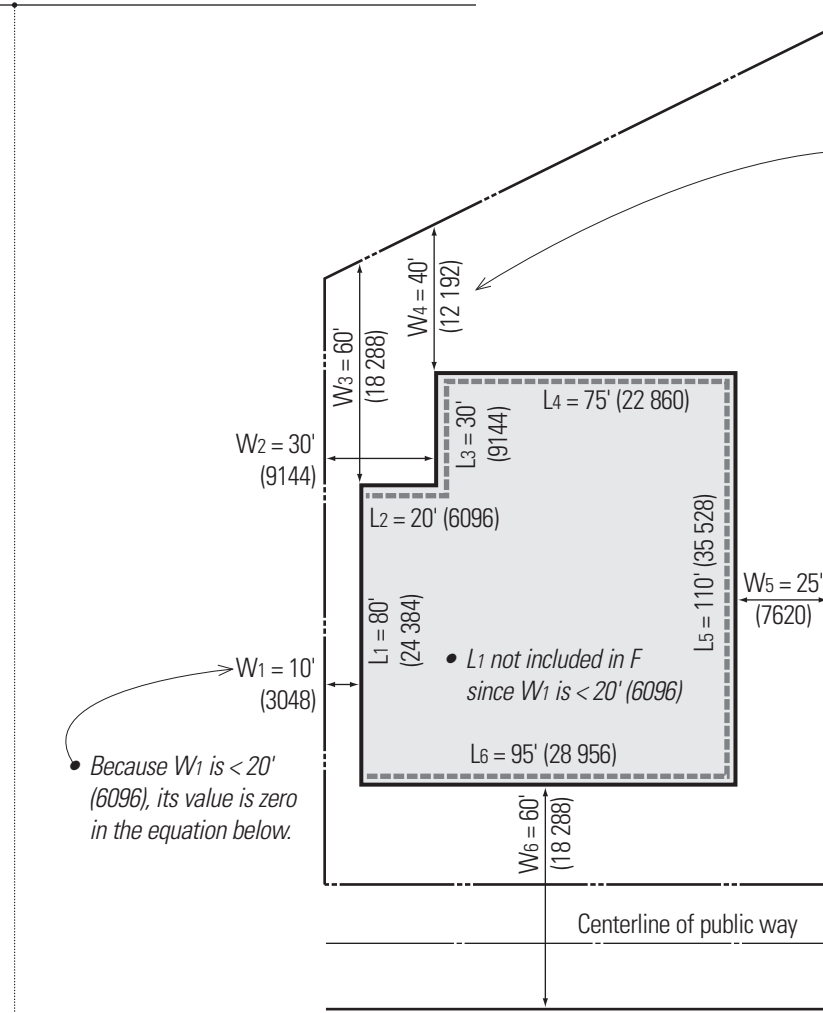 W4 = 40'
(12 192)
W3 = 60'
(18 288)
W2 = 30'
(9144)
L4 = 75' (22 860)
L3 = 30'
(9144)
L2 = 20' (6096)
L5 = 110' (35 528)
W5 = 25'
(7620)
L1 = 80'
(24 384)
• L1 not included in F
since W1 is < 20' (6096)
W1 = 10'
(3048)
L6 = 95' (28 956)
• Because W1 is < 20'
(6096), its value is zero
in the equation below.
W6 = 60'
(18 288)
Centerline of public way